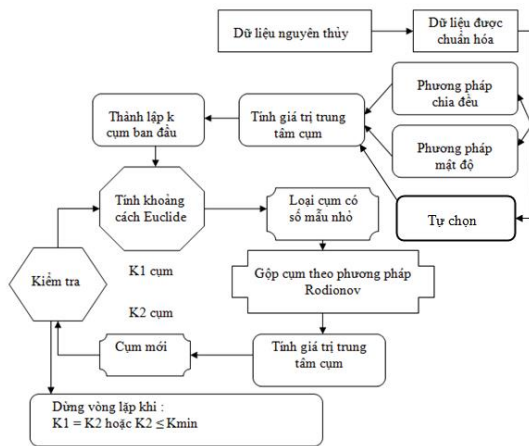 Dữ liệu nguyên thủy
Dữ liệu được
chuẩn hóa
Phương pháp
chia đều
Thành lập k
cụm ban đầu
Tính giá trị trung
tâm cụm
Phương pháp
mật độ
Tính khoảng
cách Euclide
Loại cụm có
số mẫu nhỏ
Tự chọn
Kiểm tra
K1 cụm
Gộp cụm theo phương pháp
Rodionov
K2 cụm
Cụm mới
Tính giá trị trung
tâm cụm
Dừng vòng lặp khi :
K1 = K2 hoặc K2 ≤ Kmin